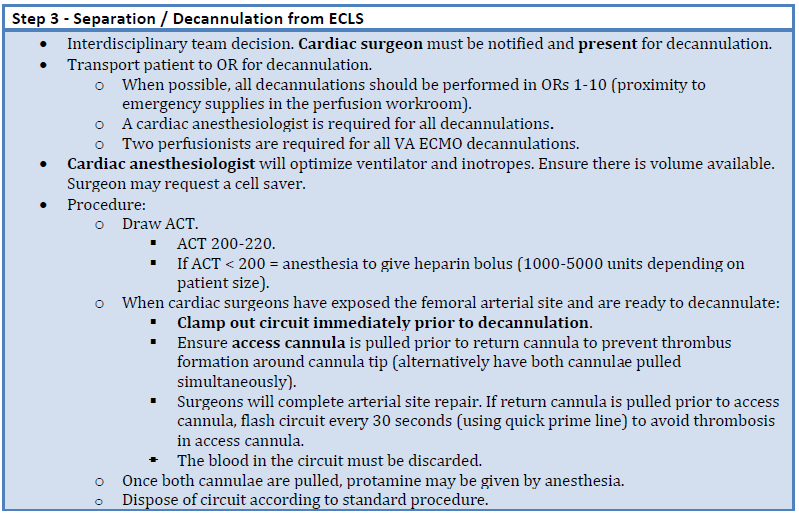 Step 3 - Separation / Decannulation from ECLS
• Interdisciplinary team decision. Cardiac surgeon must be notified and present for decannulation.
• Transport patient to OR for decannulation.
o When possible, all decannulations should be performed in ORs 1-10 (proximity to
emergency supplies in the perfusion workroom).
o A cardiac anesthesiologist is required for all decannulations.
o Two perfusionists are required for all VA ECMO decannulations.
• Cardiac anesthesiologist will optimize ventilator and inotropes. Ensure there is volume available.
Surgeon may request a cell saver.
• Procedure:
o Draw ACT.
▪ ACT 200-220.
▪ If ACT < 200 = anesthesia to give heparin bolus (1000-5000 units depending on
patient size).
o When cardiac surgeons have exposed the femoral arterial site and are ready to decannulate:
▪ Clamp out circuit immediately prior to decannulation.
▪ Ensure access cannula is pulled prior to return cannula to prevent thrombus
formation around cannula tip (alternatively have both cannulae pulled
simultaneously).
▪ Surgeons will complete arterial site repair. If return cannula is pulled prior to access
cannula, flash circuit every 30 seconds (using quick prime line) to avoid thrombosis
in access cannula.
▪ The blood in the circuit must be discarded.
o Once both cannulae are pulled, protamine may be given by anesthesia.
o Dispose of circuit according to standard procedure.